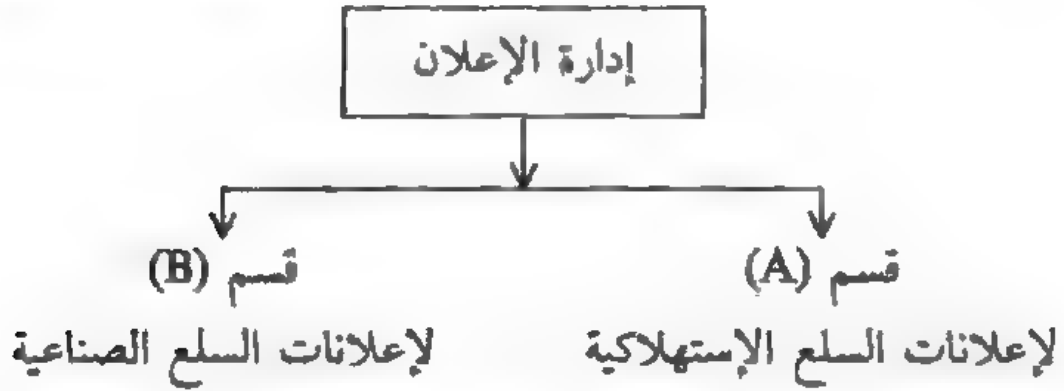 إدارة الإعلان
قسم (A)
لإعلانات السلع الإستهلاكية
قسم (B)
لإعلانات السلع الصناعية